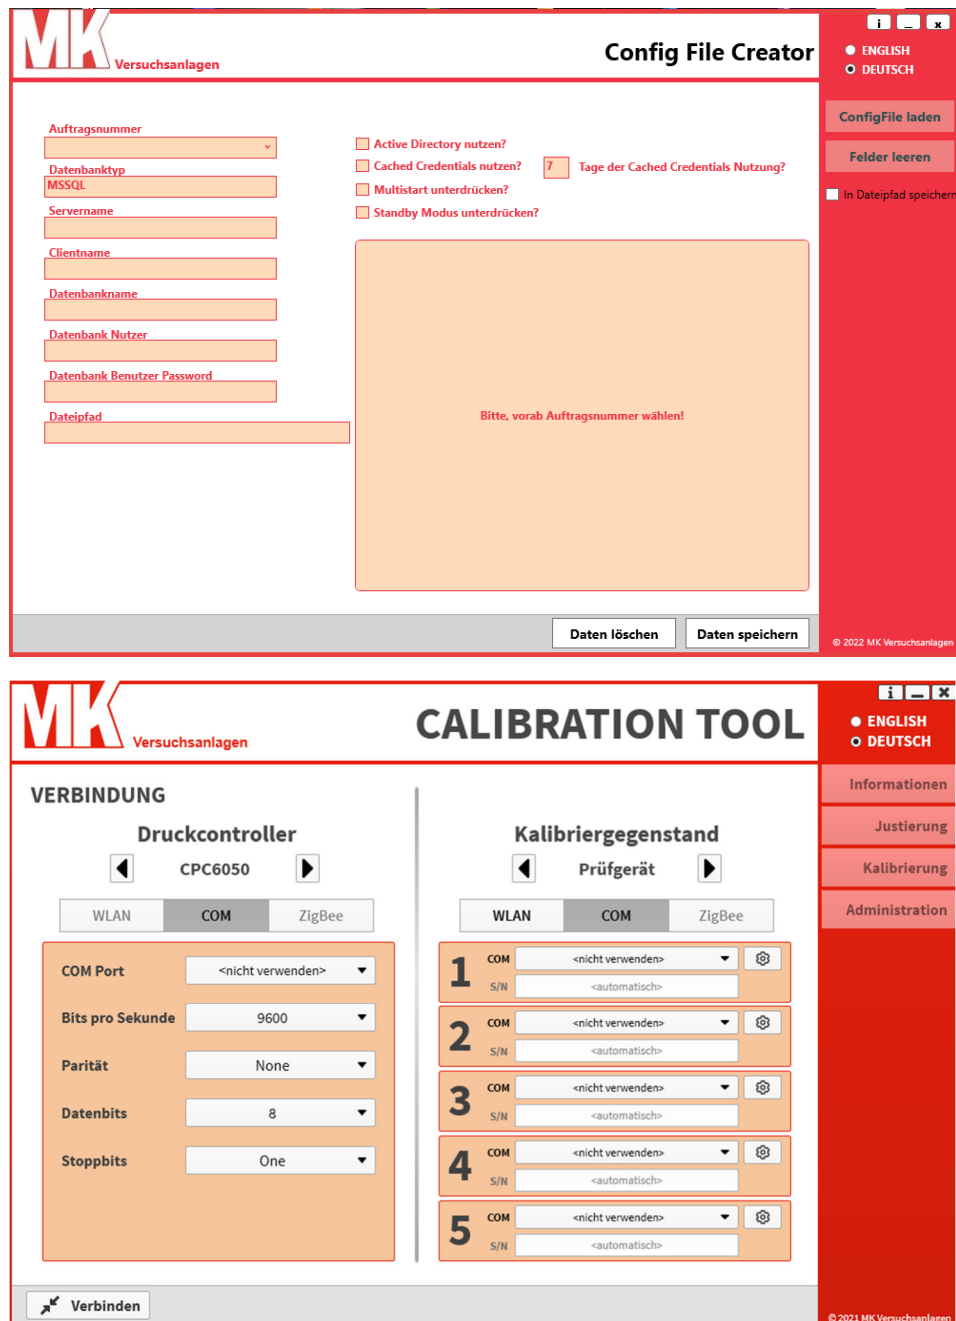 MK
Versuchsanlagen
Config File Creator
i _ x
ENGLISH
DEUTSCH
ConfigFile laden
Felder leeren
In Dateipfad speichern
Auftragsnummer
Datenbanktyp
MSSQL
Servername
Clientname
Datenbankname
Datenbank Nutzer
Datenbank Benutzer Password
Dateipfad
Active Directory nutzen?
Cached Credentials nutzen? 7 Tage der Cached Credentials Nutzung?
Multistart unterdrücken?
Standby Modus unterdrücken?
Bitte, vorab Auftragsnummer wählen!
Daten löschen Daten speichern
© 2022 MK Versuchsanlagen
MK
Versuchsanlagen
CALIBRATION TOOL
i
ENGLISH
DEUTSCH
Informationen
Justierung
Kalibrierung
Administration
VERBINDUNG
Druckcontroller
CPC6050
WLAN COM ZigBee
COM Port <nicht verwenden>
Bits pro Sekunde 9600
Parität None
Datenbits 8
Stoppbits One
Kalibriergegenstand
Prüfgerät
WLAN COM ZigBee
1 COM <nicht verwenden>
S/N <automatisch>
2 COM <nicht verwenden>
S/N <automatisch>
3 COM <nicht verwenden>
S/N <automatisch>
4 COM <nicht verwenden>
S/N <automatisch>
5 COM <nicht verwenden>
S/N <automatisch>
Verbinden
© 2021 MK Versuchsanlagen